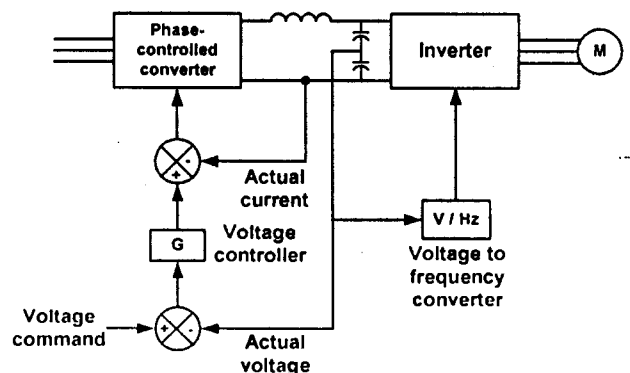 Phase-
controlled
converter
Inverter
M
-
+
Actual
current
V / Hz
G
Voltage
controller
Voltage to
frequency
converter
Voltage
command
+
-
Actual
voltage